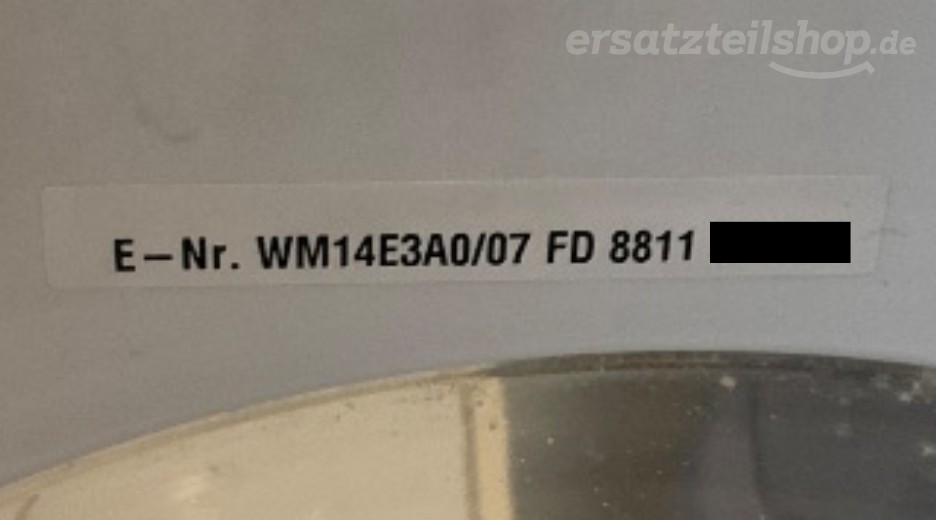 ersatzteilshop.de
E-Nr. WM14E3A0/07 FD 8811